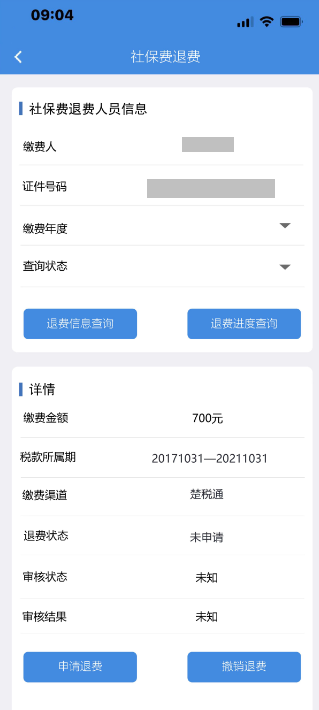 09:04
社保费退费
社保费退费人员信息
缴费人
证件号码
缴费年度
查询状态
退费信息查询 退费进度查询
详情
缴费金额 700元
税款所属期 20171031—20211031
缴费渠道 楚税通
退费状态 未申请
审核状态 未知
审核结果 未知
申请退费 撤销退费